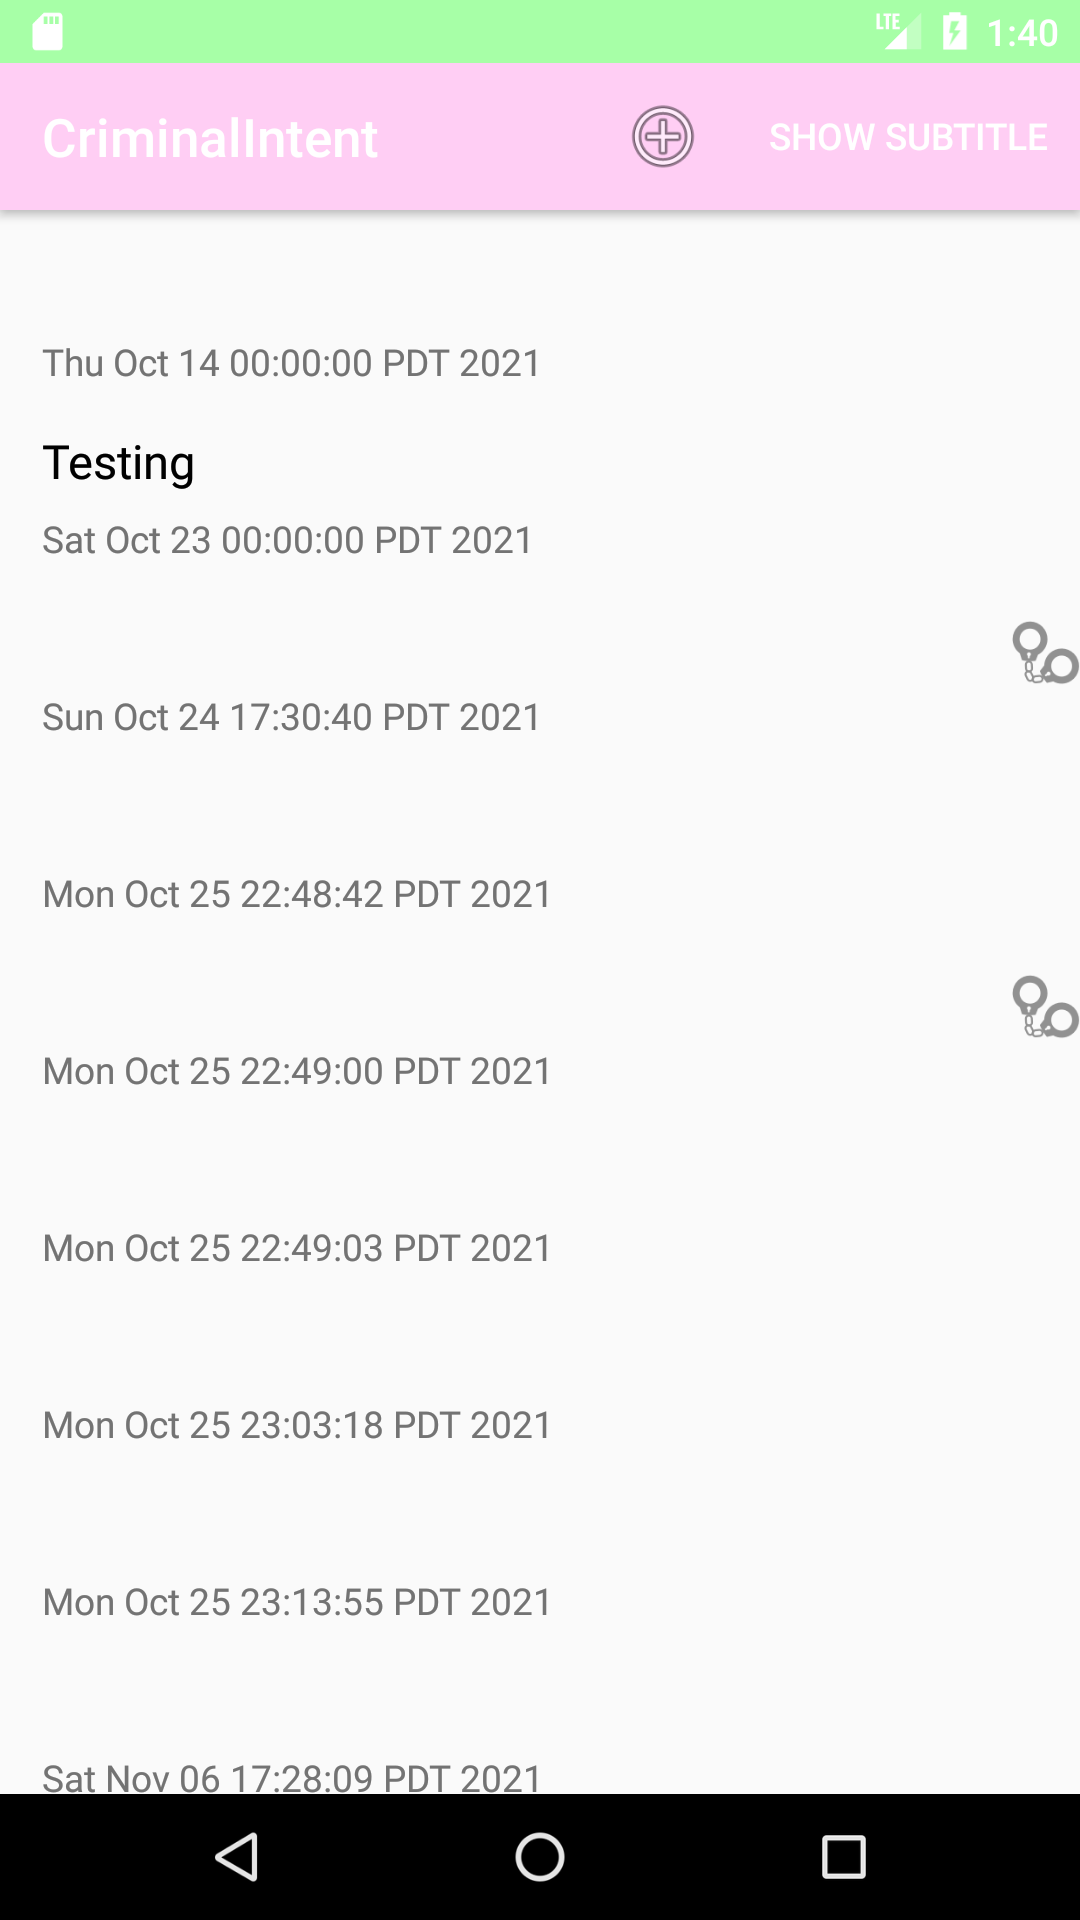 LTE 1:40
CriminalIntent SHOW SUBTITLE
Thu Oct 14 00:00:00 PDT 2021
Testing
Sat Oct 23 00:00:00 PDT 2021
Sun Oct 24 17:30:40 PDT 2021
Mon Oct 25 22:48:42 PDT 2021
Mon Oct 25 22:49:00 PDT 2021
Mon Oct 25 22:49:03 PDT 2021
Mon Oct 25 23:03:18 PDT 2021
Mon Oct 25 23:13:55 PDT 2021
Sat Nov 06 17:28:09 PDT 2021